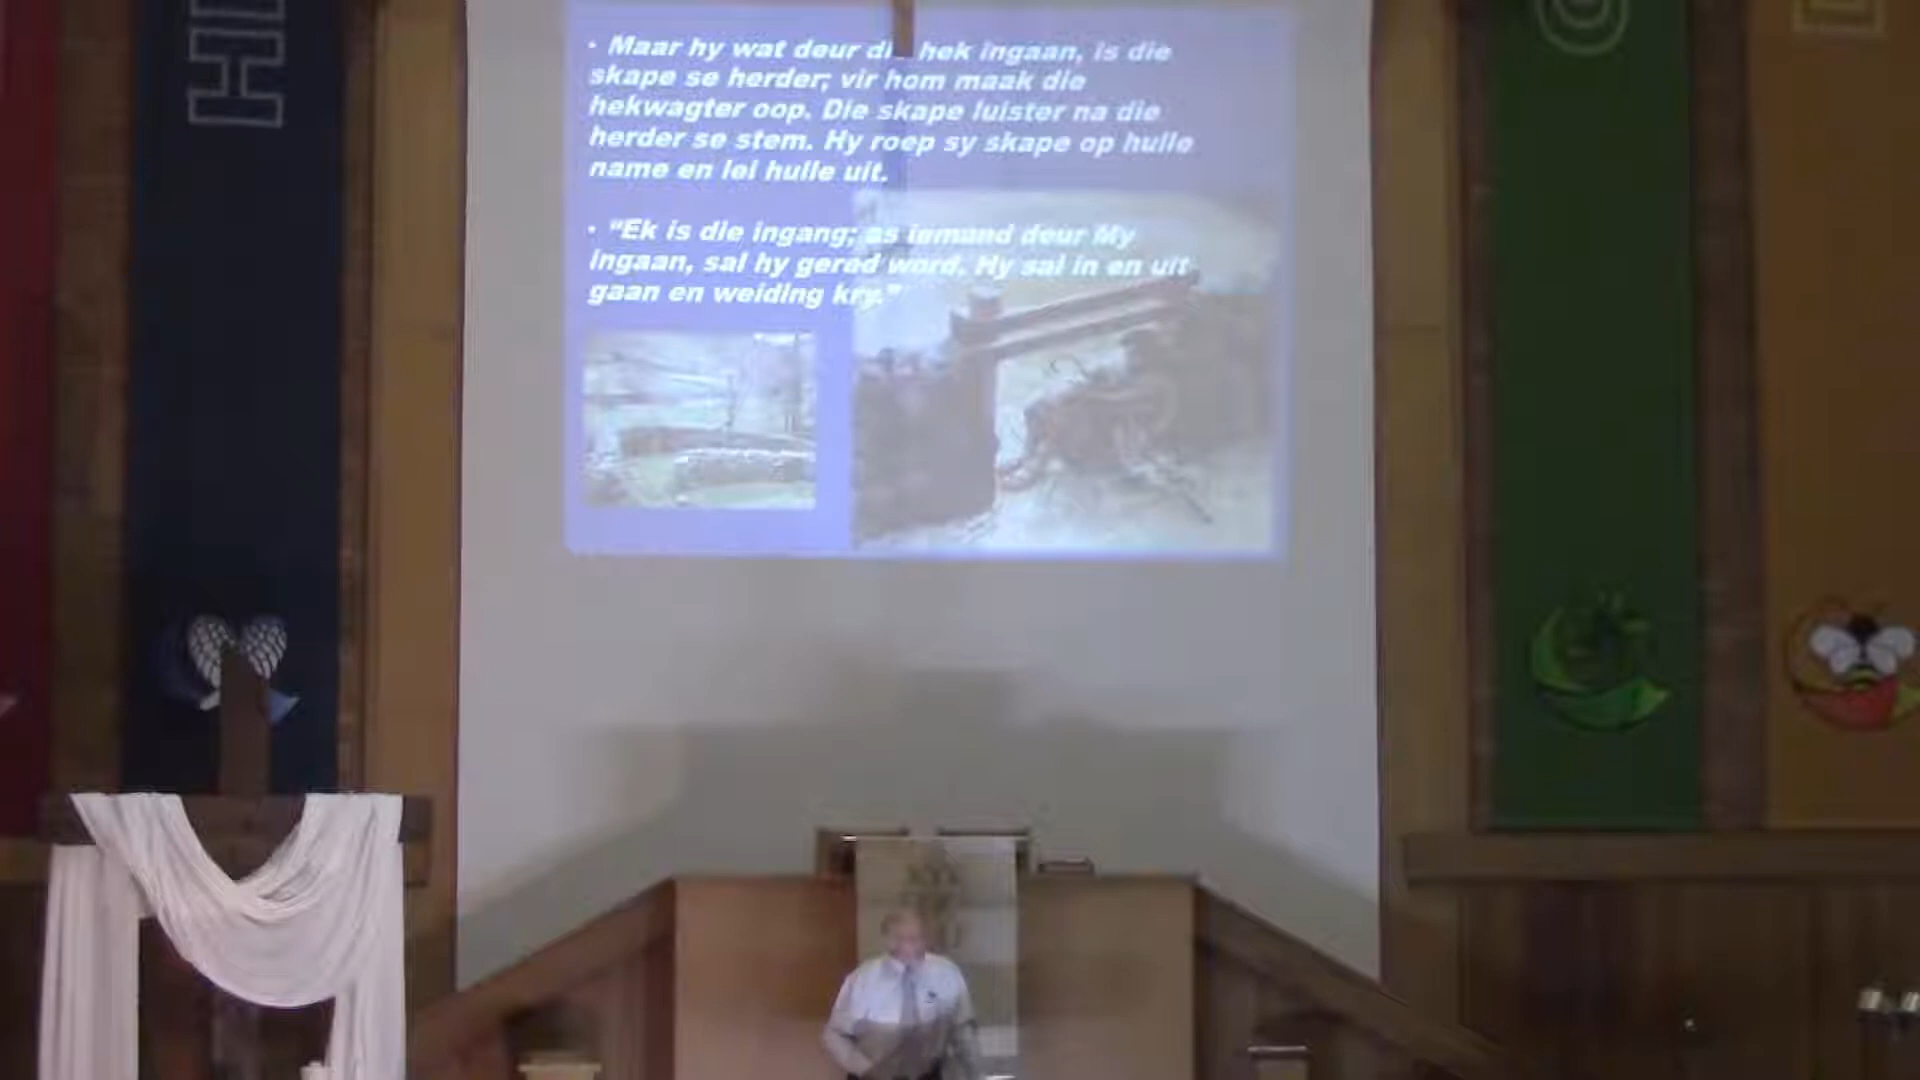 • Maar hy wat deur die hek ingaan, is die
skape se herder; vir hom maak die
hekwagter oop. Die skape luister na die
herder se stem. Hy roep sy skape op hulle
name en lei hulle uit.
• “Ek is die ingang; as iemand deur My
ingaan, sal hy gered word. Hy sal in en uit
gaan en weiding kry.”